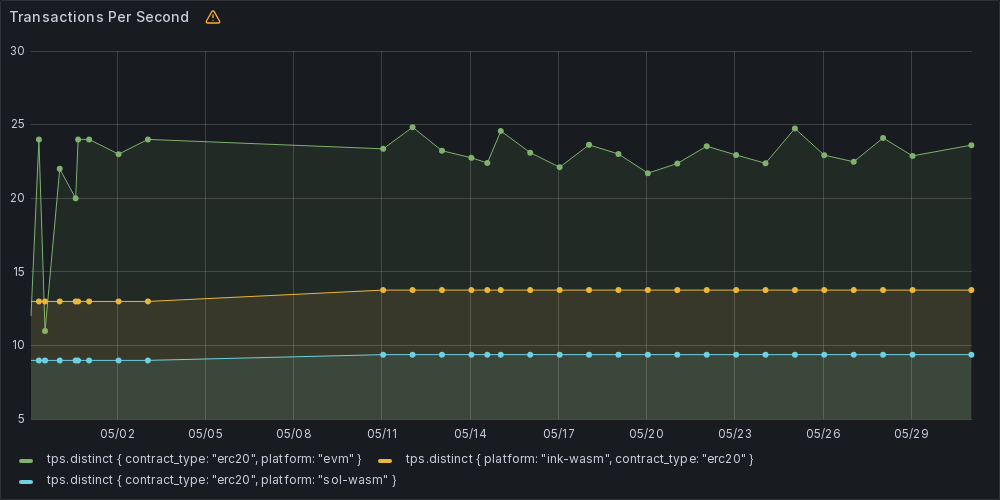 Transactions Per Second
30
25
20
15
10
5
05/02 05/05 05/08 05/11 05/14 05/17 05/20 05/23 05/26 05/29
tps.distinct { contract_type: "erc20", platform: "evm" } tps.distinct { platform: "ink-wasm", contract_type: "erc20" }
tps.distinct { contract_type: "erc20", platform: "sol-wasm" }